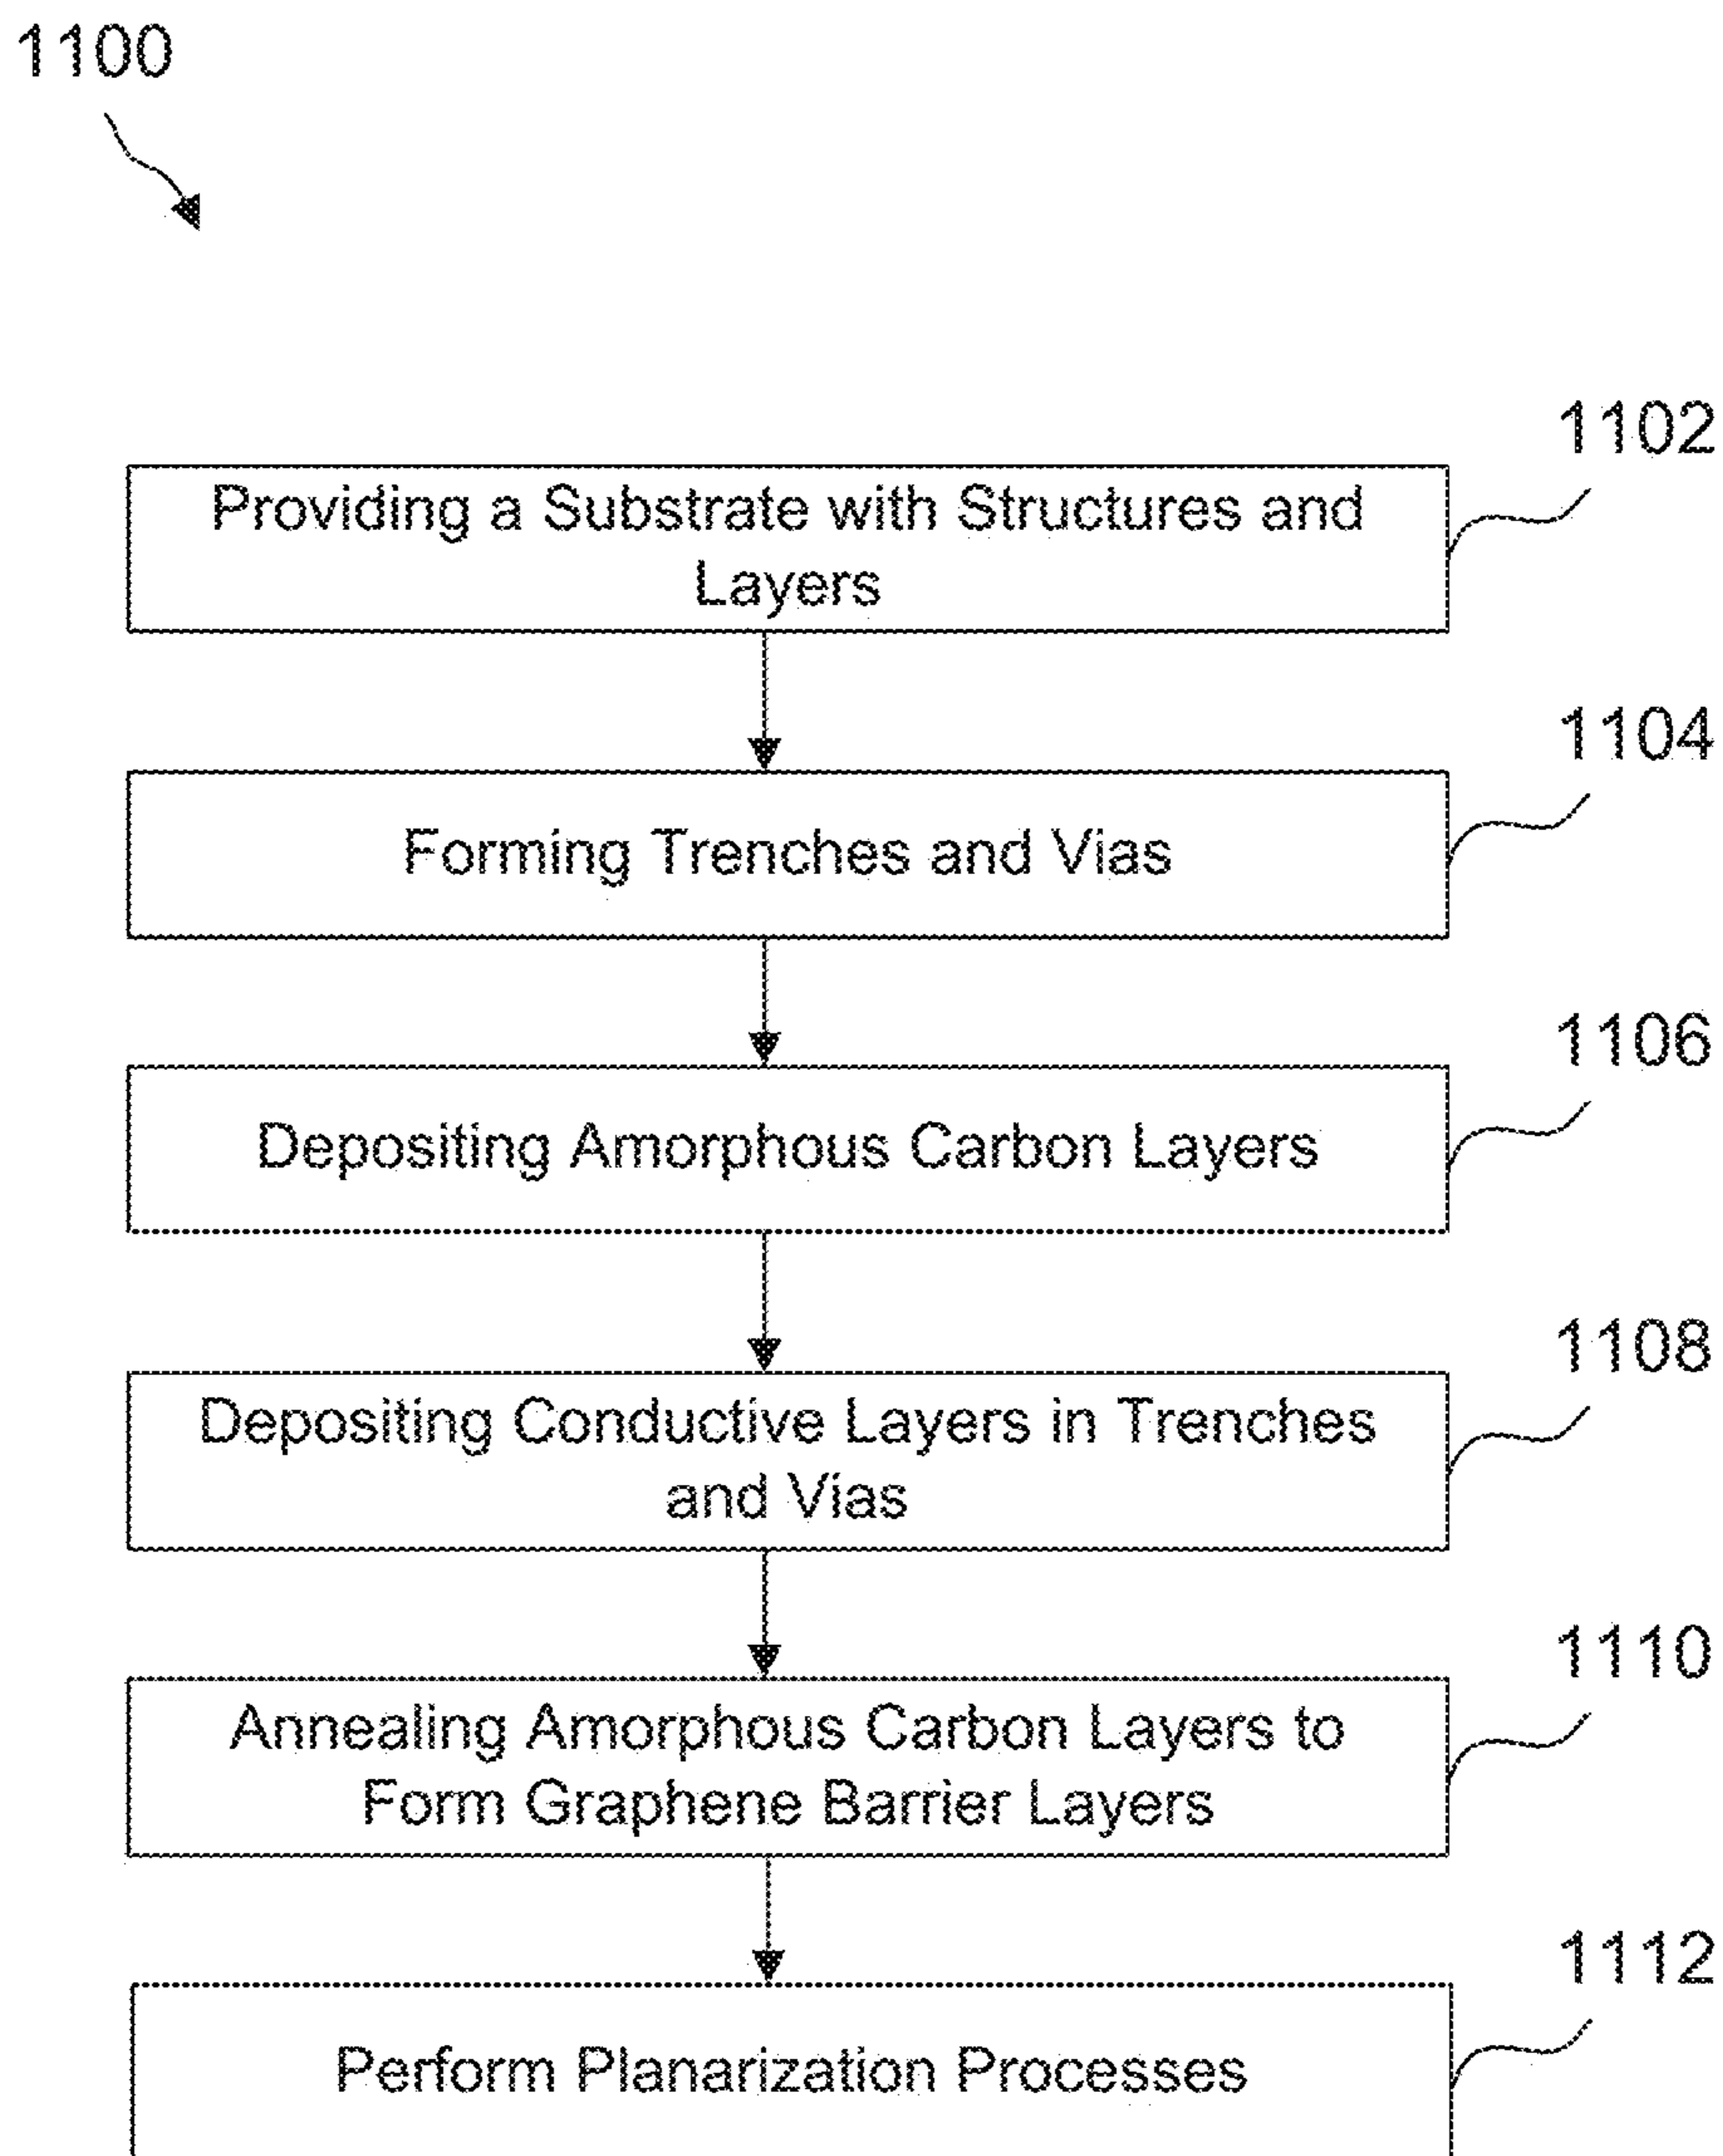 1100
1102
Providing a Substrate with Structures and
Layers
1104
Forming Trenches and Vias
1106
Depositing Amorphous Carbon Layers
1108
Depositing Conductive Layers in Trenches
and Vias
1110
Annealing Amorphous Carbon Layers to
Form Graphene Barrier Layers
1112
Perform Planarization Processes